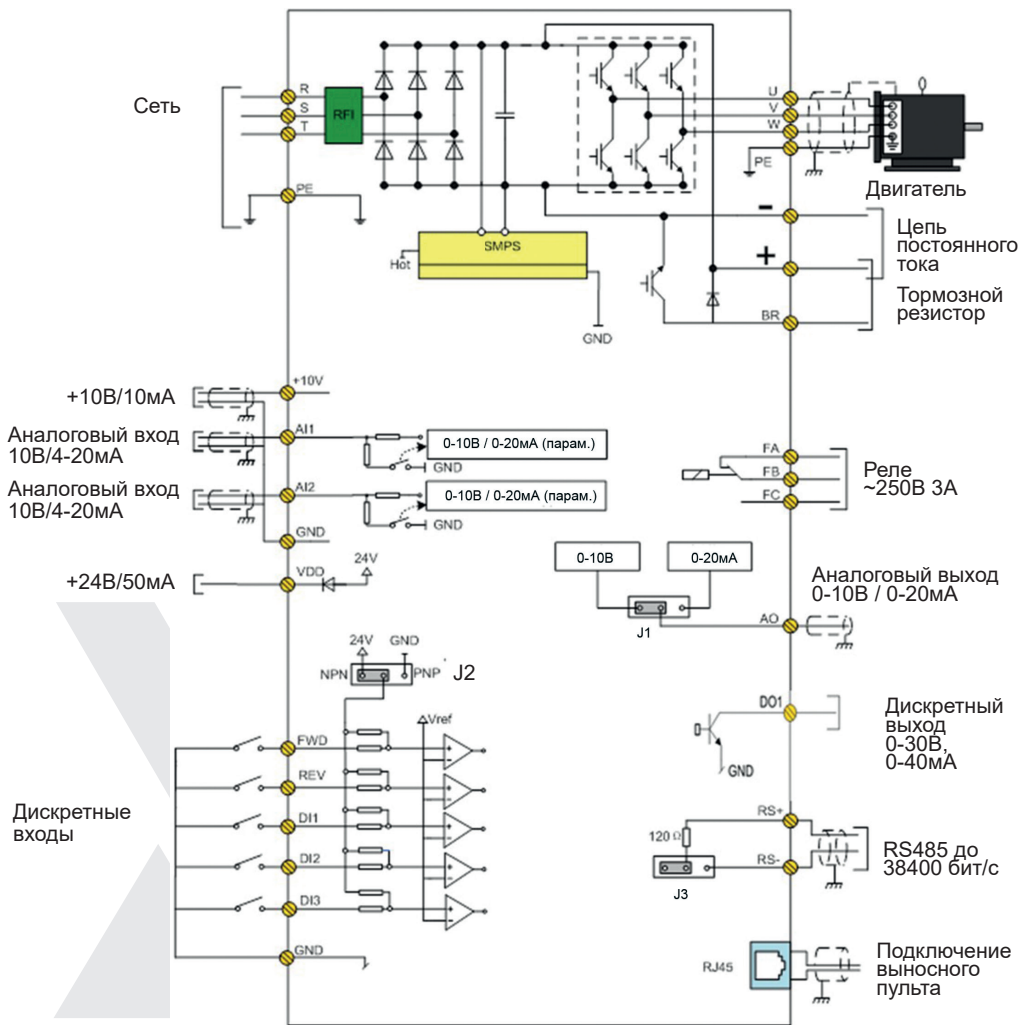 Сеть
R
S
T
RFI
PE
U
V
W
PE
Двигатель
-
+
BR
Цепь
постоянного
тока
Тормозной
резистор
SMPS
Hot
GND
+10В/10мА
+10V
Аналоговый вход
10В/4-20мА
AI1
0-10В / 0-20мА (парам.)
GND
Аналоговый вход
10В/4-20мА
AI2
0-10В / 0-20мА (парам.)
GND
GND
+24В/50мА
VDD
24V
FA
FB
FC
Реле
~250В 3А
0-10В
0-20мА
J1
AO
Аналоговый выход
0-10В / 0-20мА
24V
GND
NPN
PNP
J2
Vref
DO1
GND
Дискретный
выход
0-30В,
0-40мА
Дискретные
входы
FWD
REV
DI1
DI2
DI3
GND
RS+
120 Ω
RS-
J3
RS485 до
38400 бит/с
RJ45
Подключение
выносного
пульта